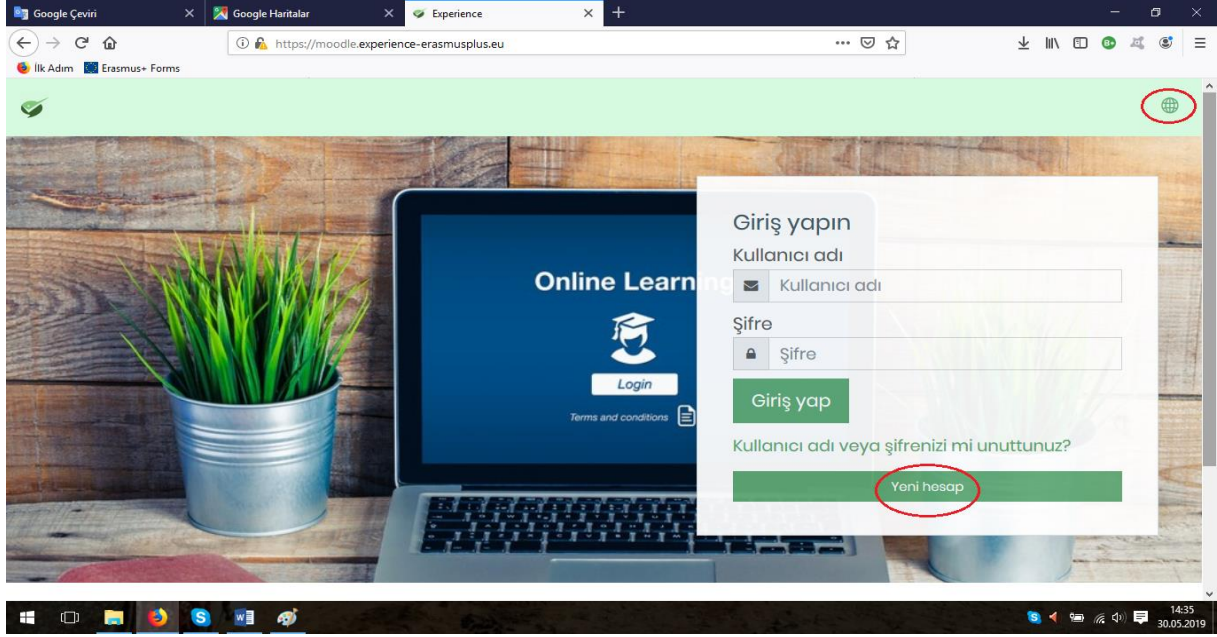 Google Çeviri
Google Haritalar
Experience
https://moodle.experience-erasmusplus.eu
İlk Adım
Erasmus+ Forms
Giriş yapın
Kullanıcı adı
Kullanıcı adı
Şifre
Şifre
Giriş yap
Kullanıcı adı veya şifrenizi mi unuttunuz?
Yeni hesap
Online Learning
Login
Terms and conditions
14:35
30.05.2019